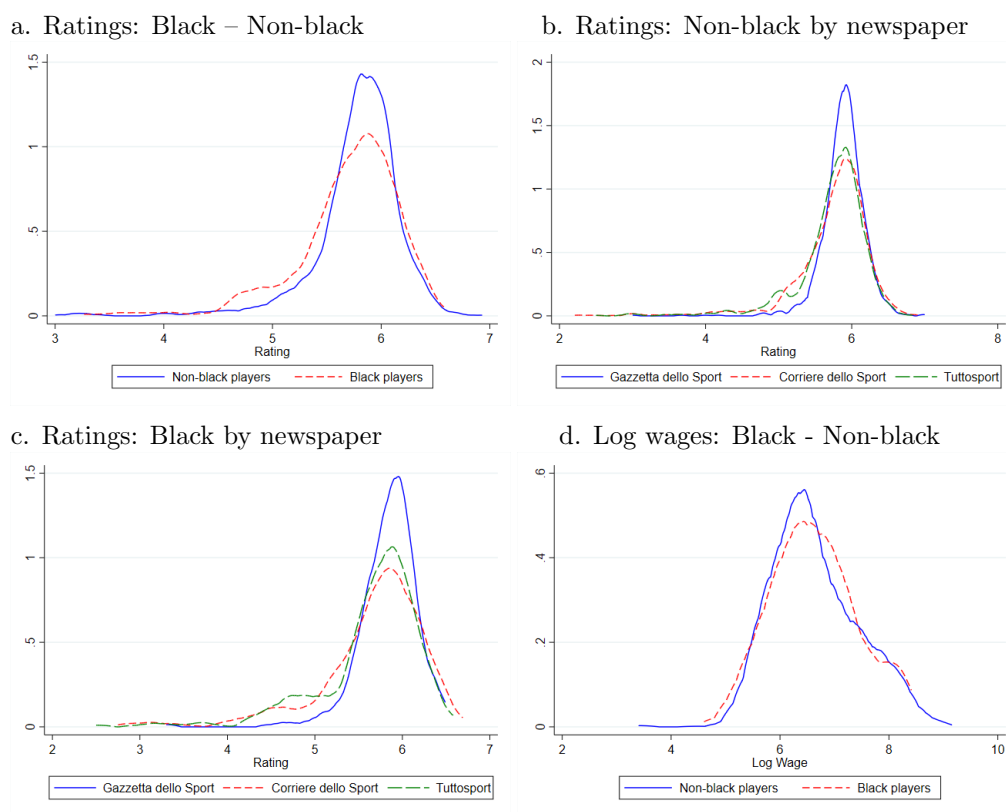 a. Ratings: Black – Non-black
1.5
1
.5
0
3 4 5 6 7
Rating
Non-black players Black players
b. Ratings: Non-black by newspaper
2
1.5
1
.5
0
2 4 6 8
Rating
Gazzetta dello Sport Corriere dello Sport Tuttosport
c. Ratings: Black by newspaper
1.5
1
.5
0
2 3 4 5 6 7
Rating
Gazzetta dello Sport Corriere dello Sport Tuttosport
d. Log wages: Black - Non-black
.6
.4
.2
0
2 4 6 8 10
Log Wage
Non-black players Black players